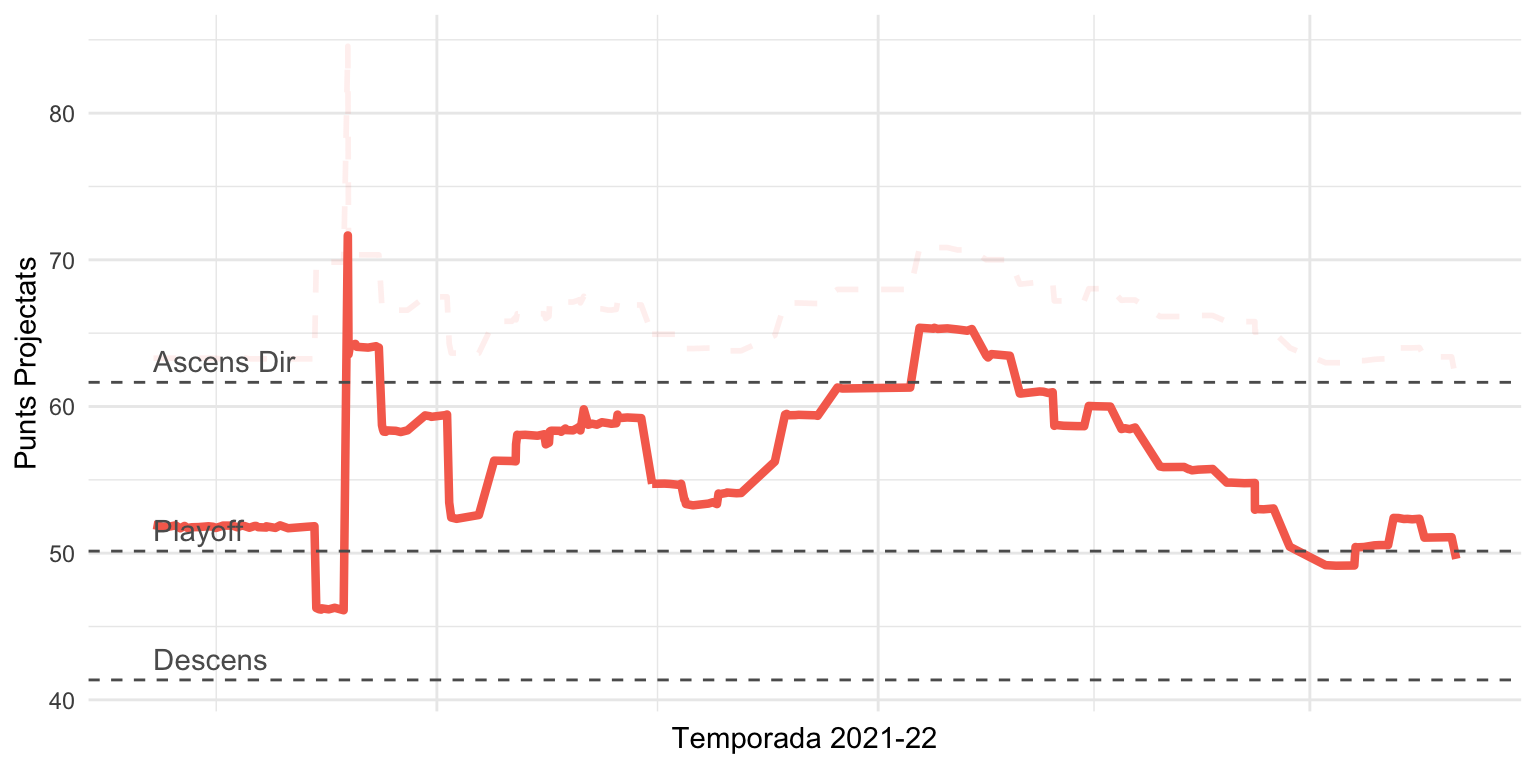 80
70
60
50
40
Punts Projectats
Ascens Dir
Playoff
Descens
Temporada 2021-22